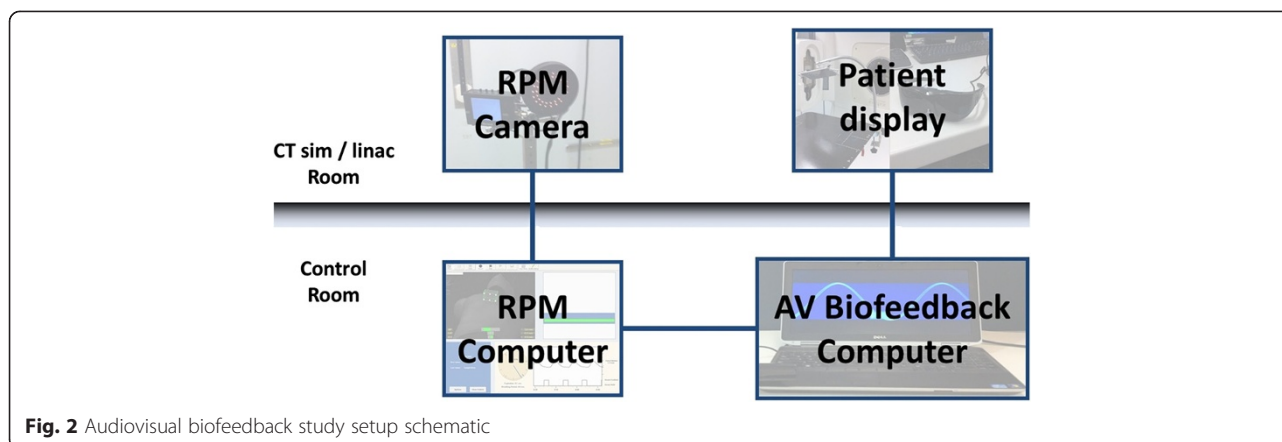 RPM
Camera
Patient
display
CT sim / linac
Room
Control
Room
RPM
Computer
AV Biofeedback
Computer
Fig. 2 Audiovisual biofeedback study setup schematic